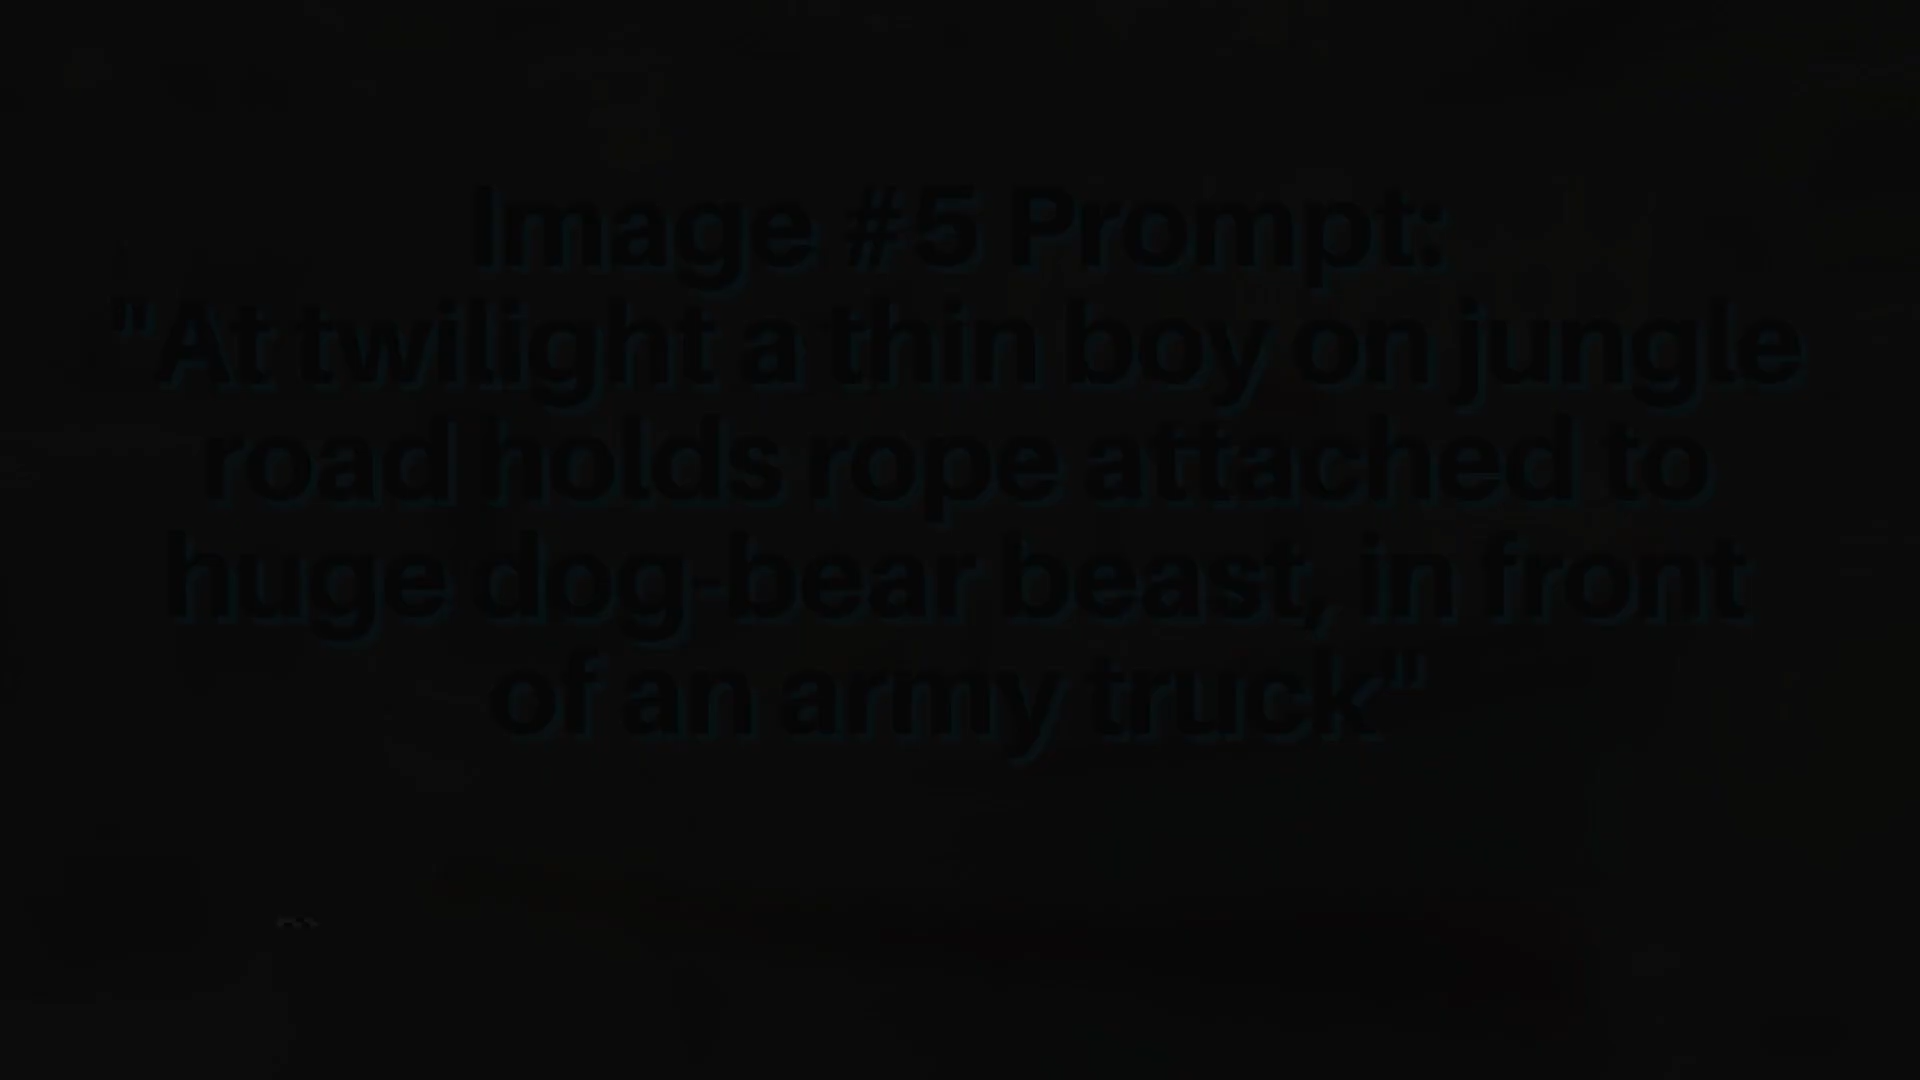 Image #5 Prompt:
"At twilight a thin boy on jungle
road holds rope attached to
huge dog-bear beast, in front
of an army truck"